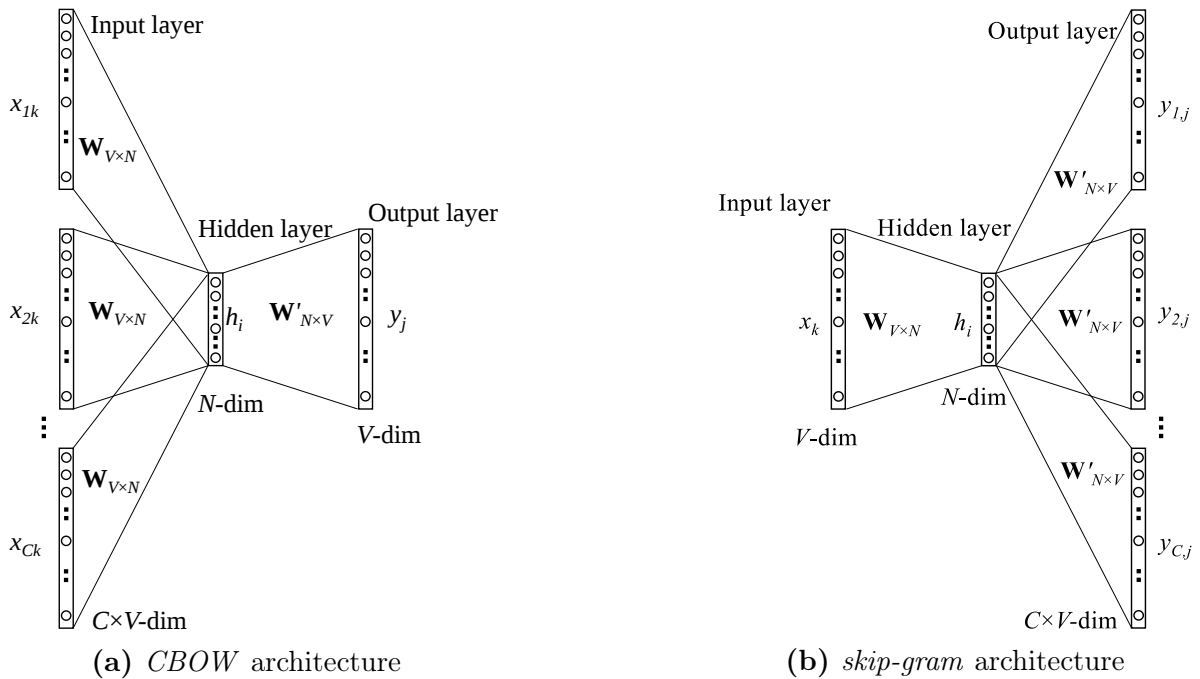 Input layer
x1k
WV×N
Hidden layer
Output layer
x2k
WV×N
hi
W'N×V
yj
N-dim
V-dim
WV×N
xCk
C×V-dim
(a) CBOW architecture
Output layer
y1,j
W'N×V
Input layer
Hidden layer
xk
WV×N
hi
W'N×V
y2,j
N-dim
V-dim
W'N×V
yC,j
C×V-dim
(b) skip-gram architecture